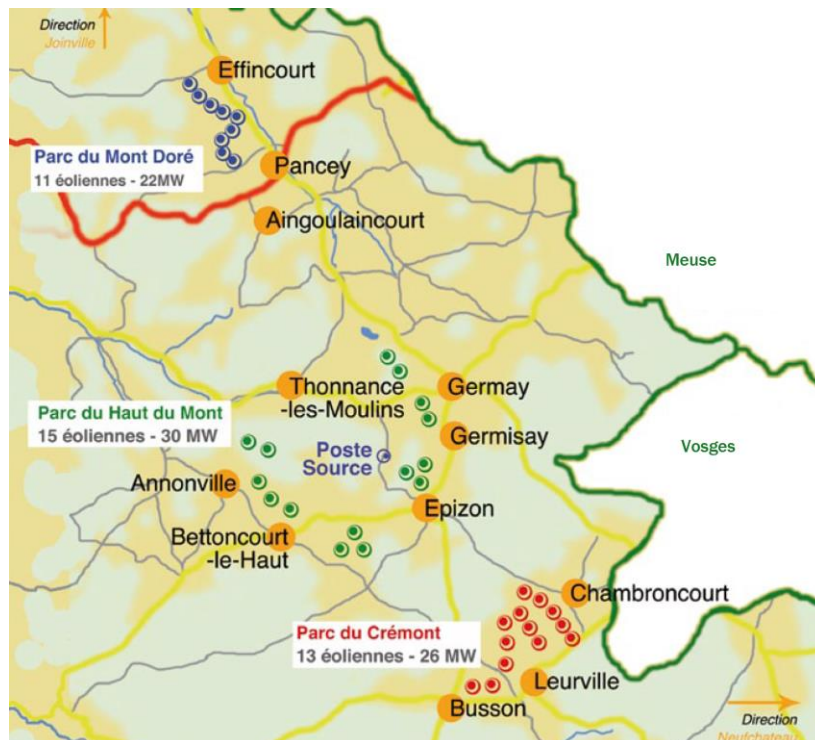 Direction
Joinville
Effincourt
Parc du Mont Doré
11 éoliennes - 22MW
Pancey
Aingoulaincourt
Meuse
Thonnance
-les-Moulins
Germay
Parc du Haut du Mont
15 éoliennes - 30 MW
Germisay
Vosges
Poste
Source
Annonville
Epizon
Bettoncourt
-le-Haut
Chambroncourt
Parc du Crémont
13 éoliennes - 26 MW
Leurville
Busson
Direction
Neufchateau